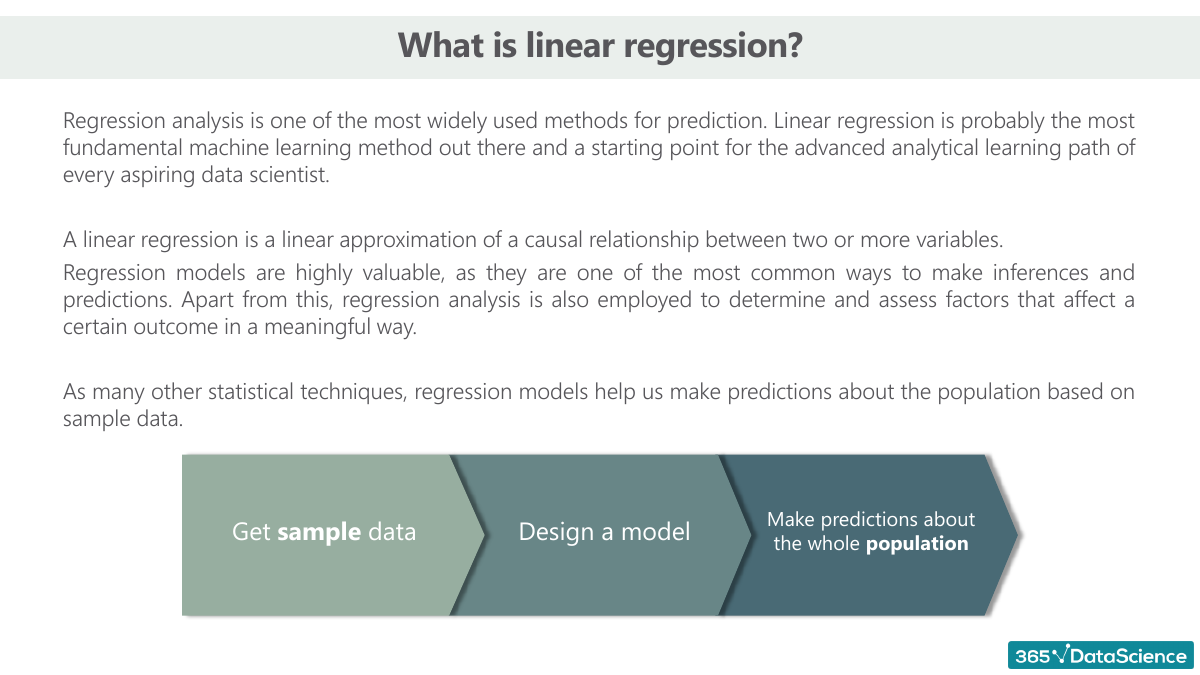 What is linear regression?
Regression analysis is one of the most widely used methods for prediction. Linear regression is probably the most
fundamental machine learning method out there and a starting point for the advanced analytical learning path of
every aspiring data scientist.
A linear regression is a linear approximation of a causal relationship between two or more variables.
Regression models are highly valuable, as they are one of the most common ways to make inferences and
predictions. Apart from this, regression analysis is also employed to determine and assess factors that affect a
certain outcome in a meaningful way.
As many other statistical techniques, regression models help us make predictions about the population based on
sample data.
Get sample data
Design a model
Make predictions about
the whole population
365 DataScience